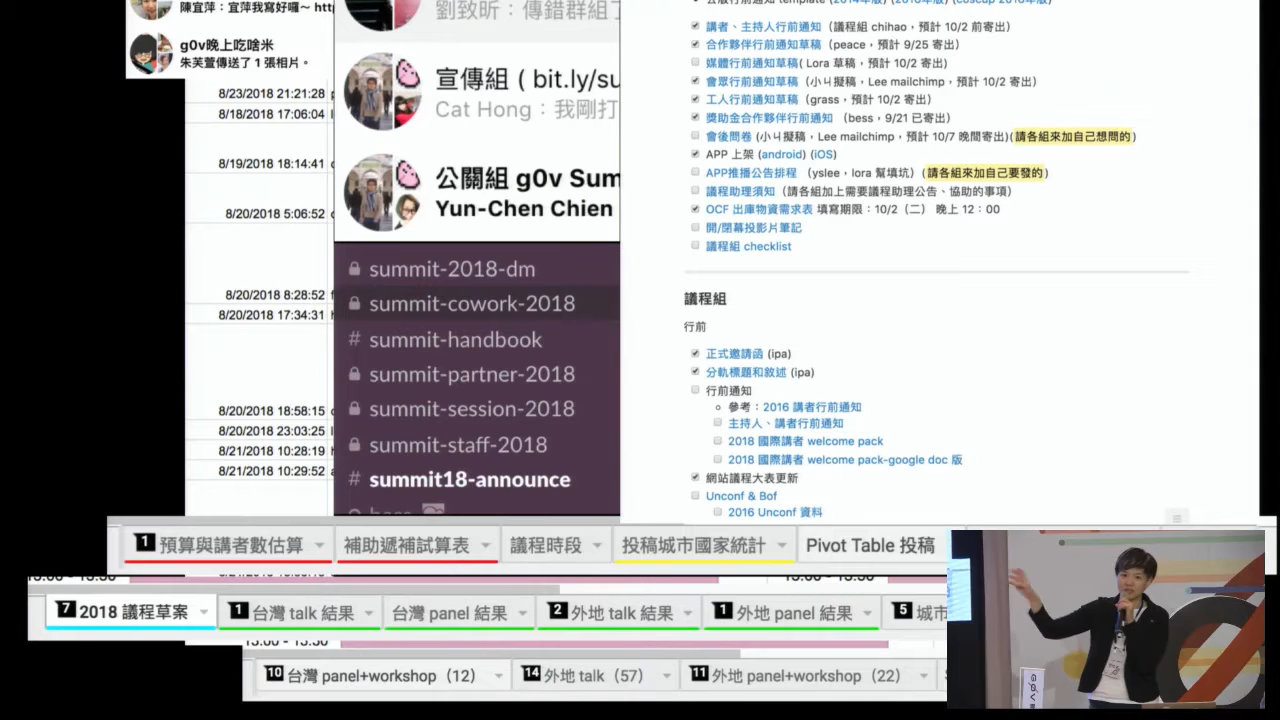 陳宜萍：宜萍我寫好囉～
g0v晚上吃啥米
朱芙萱傳送了 1 張相片。
8/23/2018 21:21:28
8/18/2018 17:06:04
8/19/2018 18:14:41
8/20/2018 5:06:52
8/20/2018 8:28:52
8/20/2018 17:34:31
8/20/2018 18:58:15
8/20/2018 23:03:25
8/21/2018 10:28:19
8/21/2018 10:29:52
劉致昕：傳錯群組了
宣傳組 ( bit.ly/su
Cat Hong：我剛打
公關組 g0v Sum
Yun-Chen Chien
summit-2018-dm
summit-cowork-2018
# summit-handbook
summit-partner-2018
summit-session-2018
summit-staff-2018
# summit18-announce
講者、主持人行前通知（議程組 chihao，預計 10/2 前寄出）
合作夥伴行前通知草稿（peace，預計 9/25 寄出）
媒體行前通知草稿( Lora 草稿，預計 10/2 寄出）
會眾行前通知草稿（小ㄐ擬稿，Lee mailchimp，預計 10/2 寄出）
工人行前通知草稿（grass，預計 10/2 寄出）
獎助金合作夥伴行前通知 （bess，9/21 已寄出）
會後問卷 (小ㄐ擬稿，Lee mailchimp，預計 10/7 晚間寄出)(請各組來加自己想問的）
APP 上架 (android) (iOS)
APP推播公告排程 （yslee，lora 幫填坑）（請各組來加自己要發的）
議程助理須知（請各組加上需要議程助理公告、協助的事項）
OCF 出庫物資需求表 填寫期限：10/2（二） 晚上 12：00
開/閉幕投影片筆記
議程組 checklist
議程組
行前
正式邀請函 (ipa)
分軌標題和敘述 (ipa)
行前通知
參考：2016 講者行前通知
主持人、講者行前通知
2018 國際講者 welcome pack
2018 國際講者 welcome pack-google doc 版
網站議程大表更新
Unconf & Bof
2016 Unconf 資料
1 預算與講者數估算 補助遞補試算表 議程時段 投稿城市國家統計 Pivot Table 投稿
7 2018 議程草案 1 台灣 talk 結果 台灣 panel 結果 2 外地 talk 結果 1 外地 panel 結果 5 城市
13:00 - 13:30
10 台灣 panel+workshop（12） 14 外地 talk（57） 11 外地 panel+workshop（22）